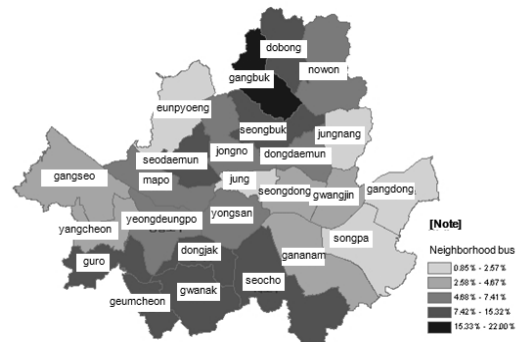 dobong
nowon
gangbuk
eunpyoeng
seongbuk
jungnang
jongno
dongdaemun
seodaemun
gangseo
mapo
jung
seongdong
gwangjin
gangdong
yeongdeungpo
yongsan
yangcheon
songpa
dongjak
gananam
guro
seocho
gwanak
geumcheon
[Note]
Neighborhood bus
0.85% - 2.57%
2.58% - 4.67%
4.68% - 7.41%
7.42% - 15.32%
15.33% - 22.00%